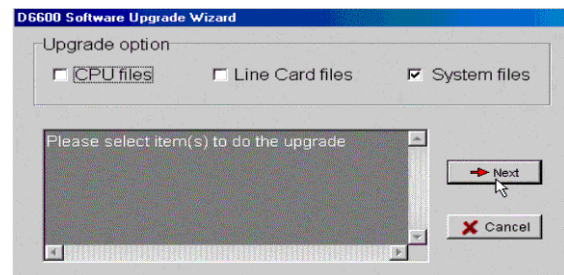 D6600 Software Upgrade Wizard
Upgrade option
CPU files Line Card files System files
Please select item(s) to do the upgrade
Next
Cancel